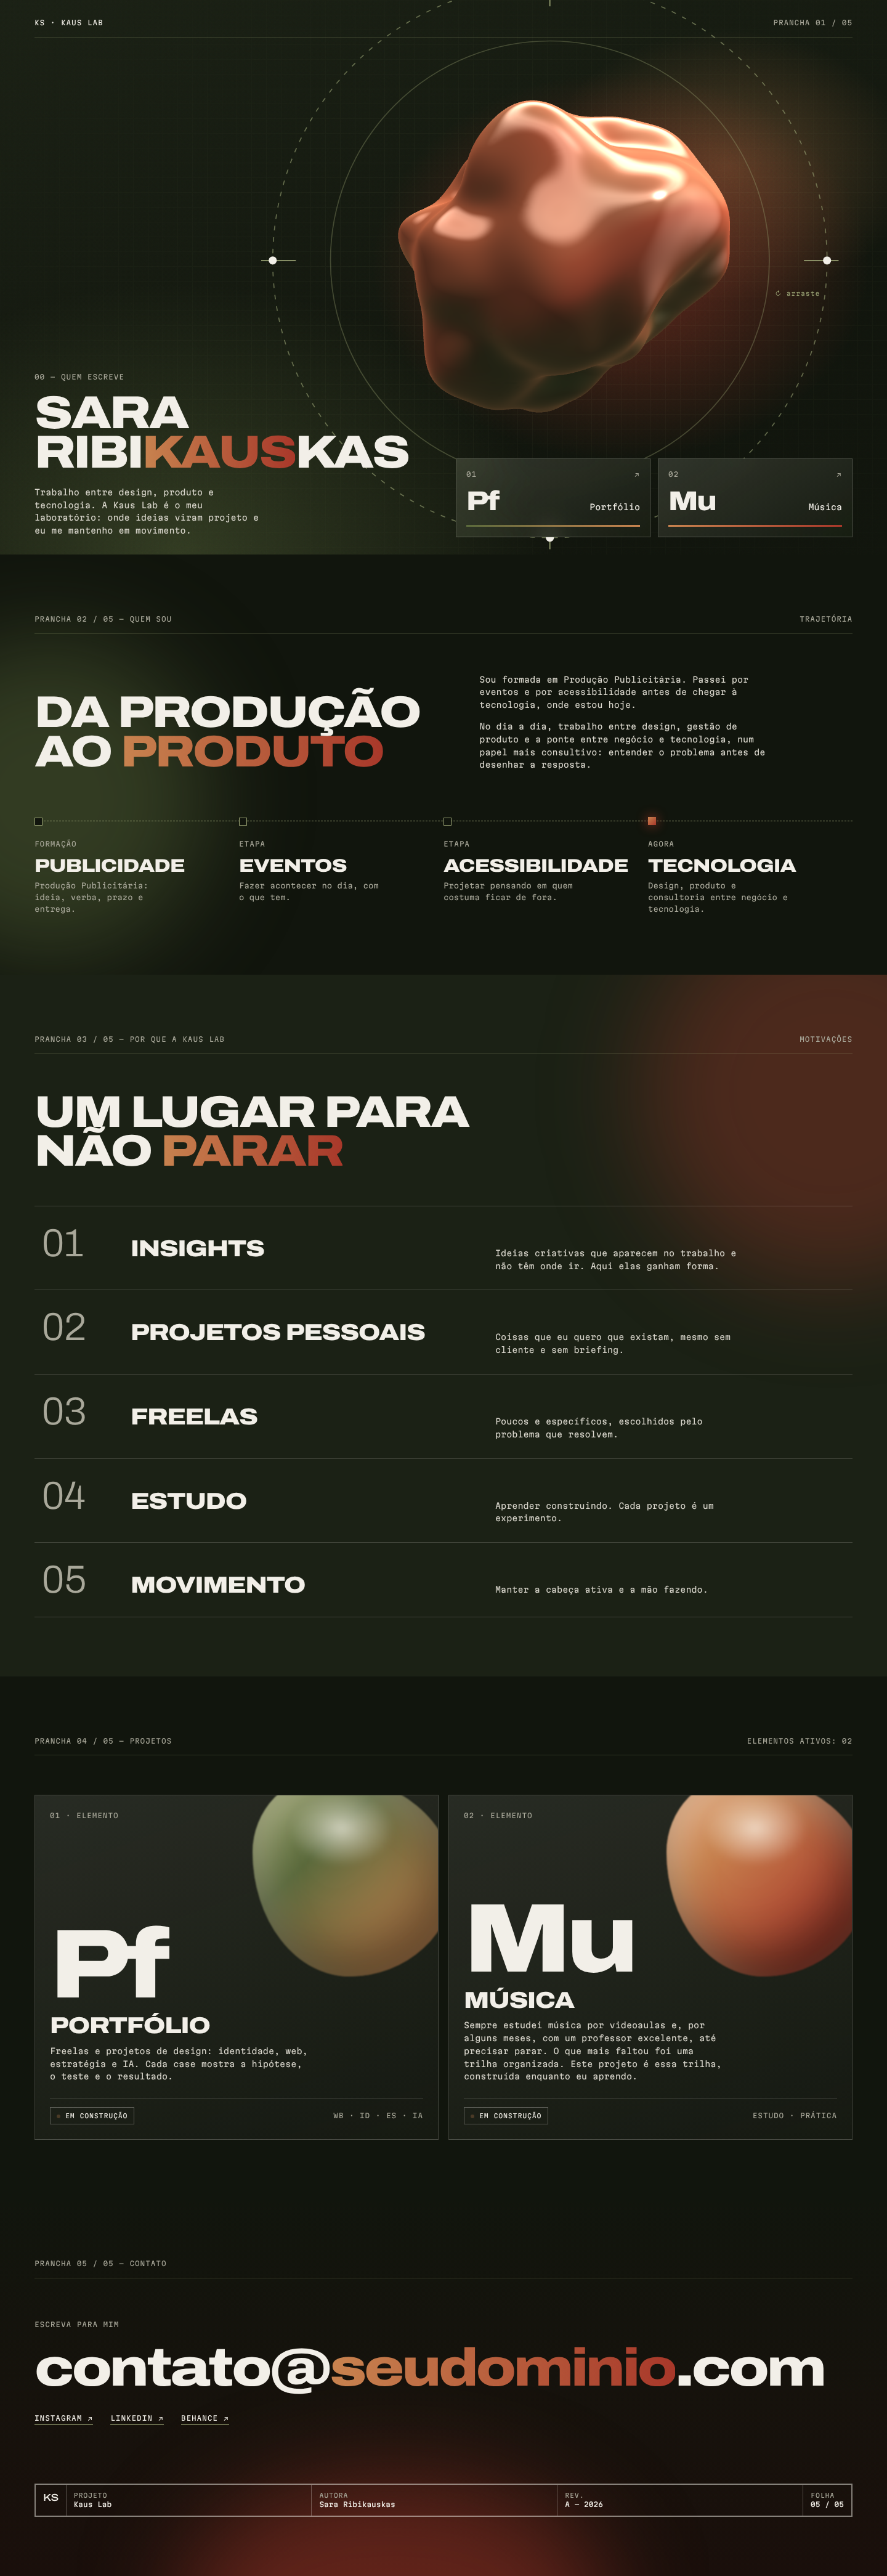 KS · KAUS LAB
PRANCHA 01 / 05
↻ arraste
00 — QUEM ESCREVE
SARA
RIBIKAUSKAS
Trabalho entre design, produto e
tecnologia. A Kaus Lab é o meu
laboratório: onde ideias viram projeto e
eu me mantenho em movimento.
01 ↗
Pf Portfólio
02 ↗
Mu Música
PRANCHA 02 / 05 — QUEM SOU
TRAJETÓRIA
DA PRODUÇÃO
AO PRODUTO
Sou formada em Produção Publicitária. Passei por
eventos e por acessibilidade antes de chegar à
tecnologia, onde estou hoje.
No dia a dia, trabalho entre design, gestão de
produto e a ponte entre negócio e tecnologia, num
papel mais consultivo: entender o problema antes de
desenhar a resposta.
FORMAÇÃO
PUBLICIDADE
Produção Publicitária:
ideia, verba, prazo e
entrega.
ETAPA
EVENTOS
Fazer acontecer no dia, com
o que tem.
ETAPA
ACESSIBILIDADE
Projetar pensando em quem
costuma ficar de fora.
AGORA
TECNOLOGIA
Design, produto e
consultoria entre negócio e
tecnologia.
PRANCHA 03 / 05 — POR QUE A KAUS LAB
MOTIVAÇÕES
UM LUGAR PARA
NÃO PARAR
01
INSIGHTS
Ideias criativas que aparecem no trabalho e
não têm onde ir. Aqui elas ganham forma.
02
PROJETOS PESSOAIS
Coisas que eu quero que existam, mesmo sem
cliente e sem briefing.
03
FREELAS
Poucos e específicos, escolhidos pelo
problema que resolvem.
04
ESTUDO
Aprender construindo. Cada projeto é um
experimento.
05
MOVIMENTO
Manter a cabeça ativa e a mão fazendo.
PRANCHA 04 / 05 — PROJETOS
ELEMENTOS ATIVOS: 02
01 · ELEMENTO
Pf
PORTFÓLIO
Freelas e projetos de design: identidade, web,
estratégia e IA. Cada case mostra a hipótese,
o teste e o resultado.
EM CONSTRUÇÃO
WB · ID · ES · IA
02 · ELEMENTO
Mu
MÚSICA
Sempre estudei música por videoaulas e, por
alguns meses, com um professor excelente, até
precisar parar. O que mais faltou foi uma
trilha organizada. Este projeto é essa trilha,
construída enquanto eu aprendo.
EM CONSTRUÇÃO
ESTUDO · PRÁTICA
PRANCHA 05 / 05 — CONTATO
ESCREVA PARA MIM
contato@seudominio.com
INSTAGRAM ↗
LINKEDIN ↗
BEHANCE ↗
KS
PROJETO
Kaus Lab
AUTORA
Sara Ribikauskas
REV.
A — 2026
FOLHA
05 / 05